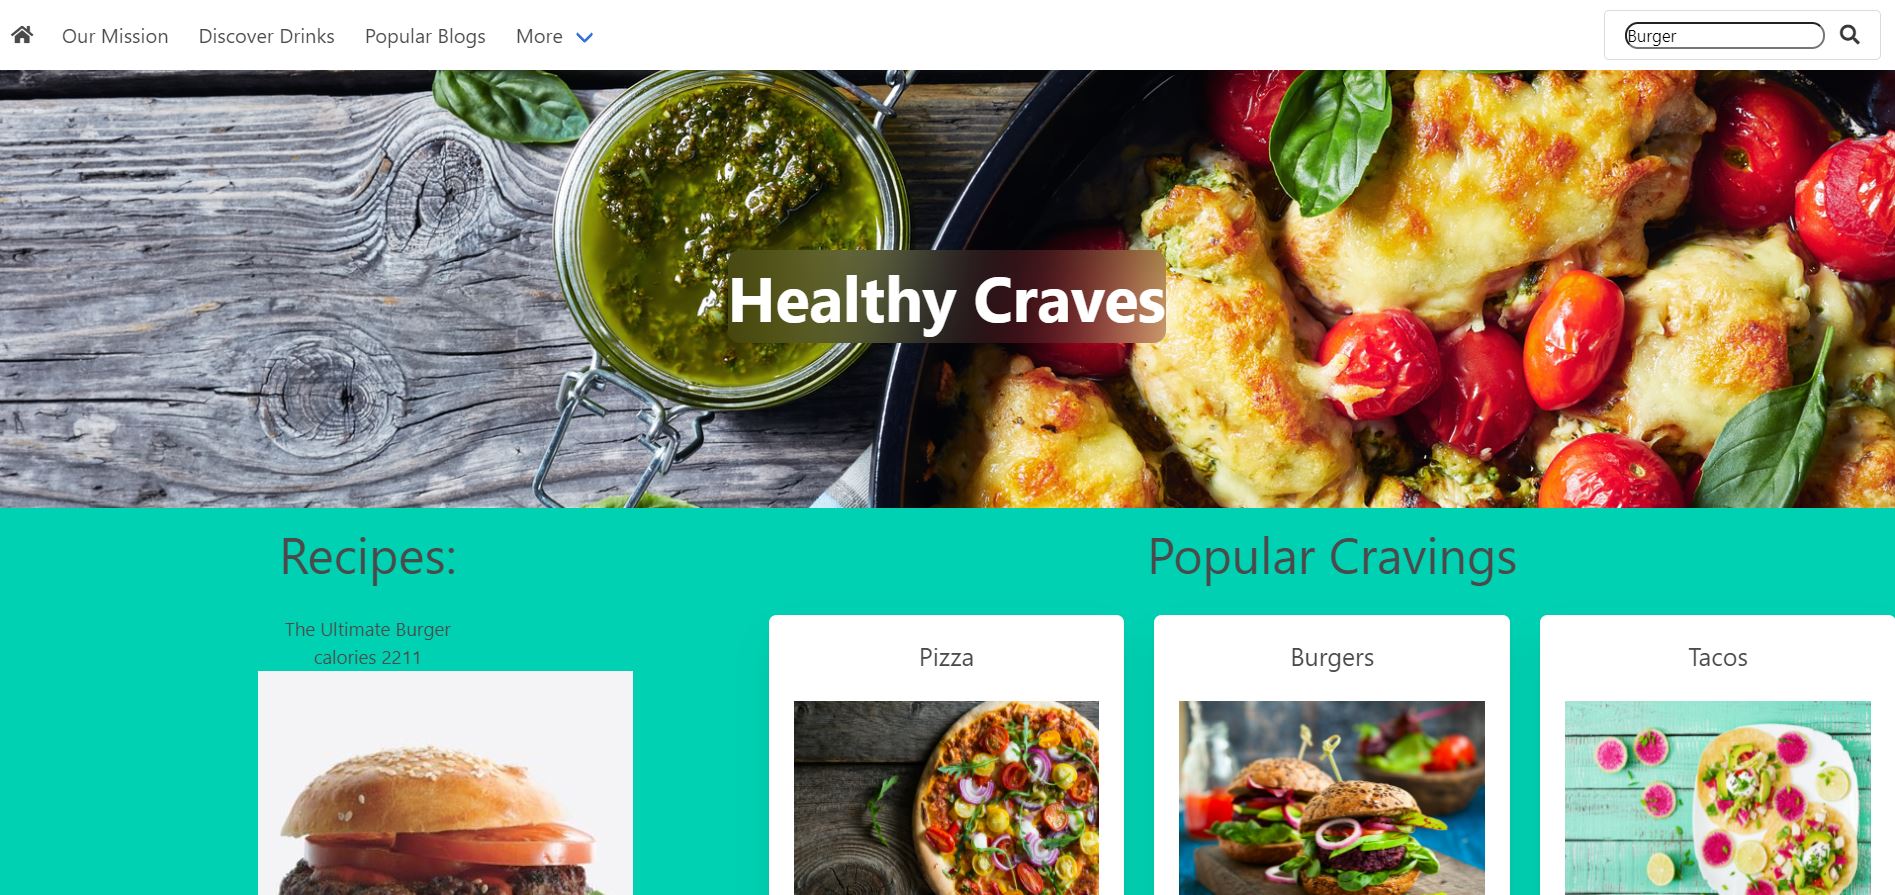 Our Mission Discover Drinks Popular Blogs More Burger
Healthy Craves
Recipes:
The Ultimate Burger
calories 2211
Popular Cravings
Pizza Burgers Tacos